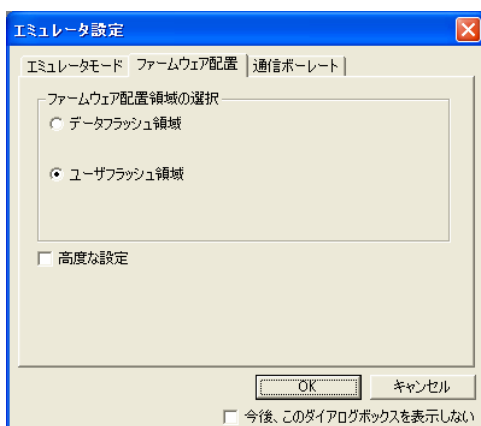 エミュレータ設定
エミュレータモード ファームウェア配置 通信ボーレート
ファームウェア配置領域の選択
データフラッシュ領域
ユーザフラッシュ領域
高度な設定
OK キャンセル
今後、このダイアログボックスを表示しない